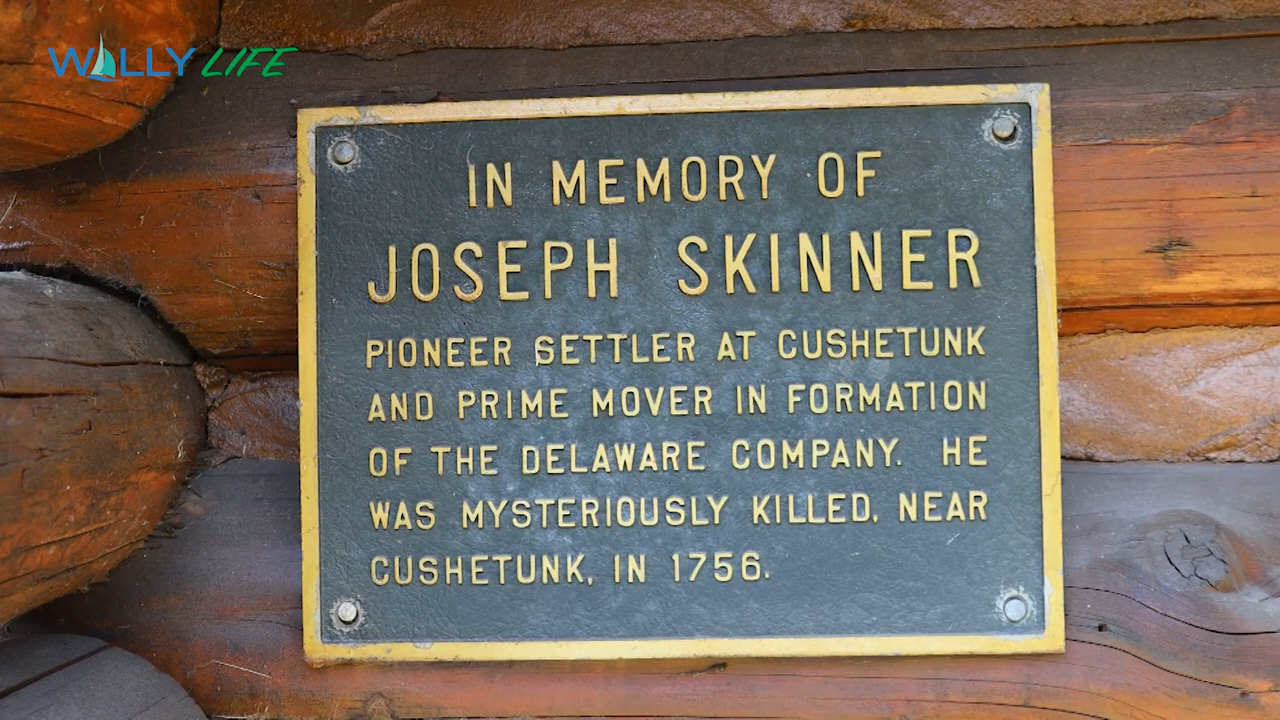 WALLY LIFE
IN MEMORY OF
JOSEPH SKINNER
PIONEER SETTLER AT CUSHETUNK
AND PRIME MOVER IN FORMATION
OF THE DELAWARE COMPANY. HE
WAS MYSTERIOUSLY KILLED, NEAR
CUSHETUNK, IN 1756.